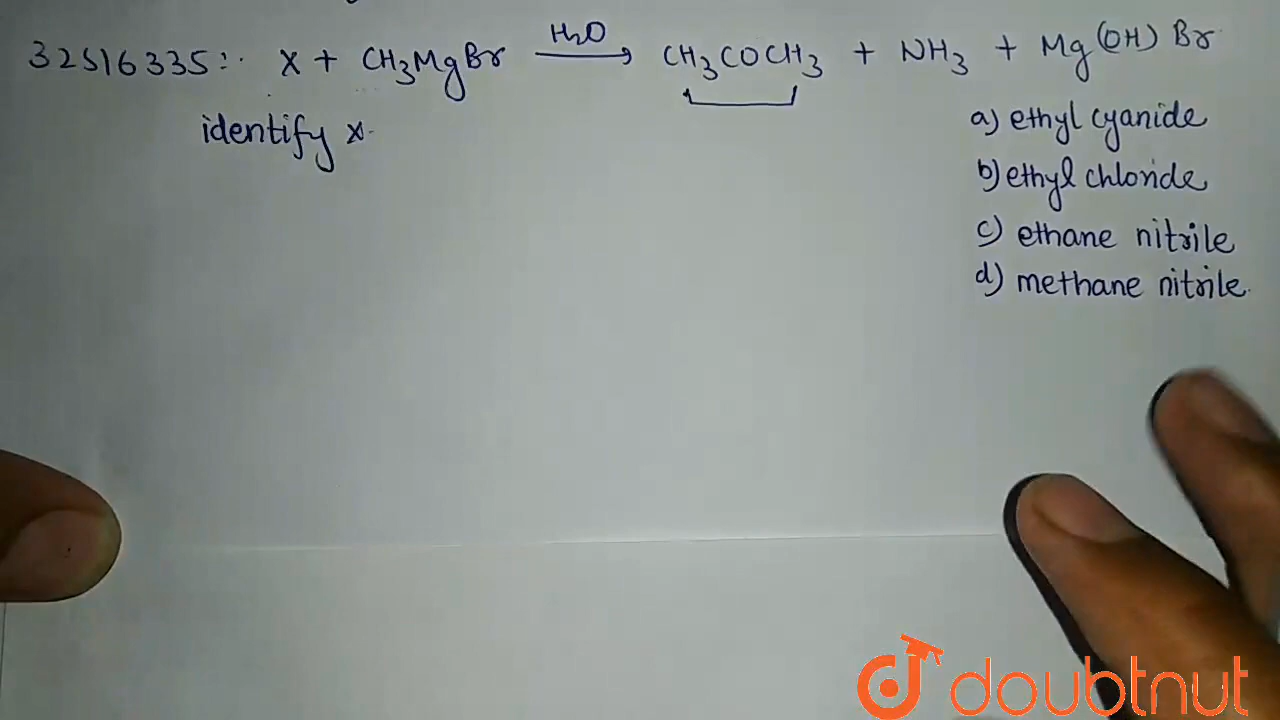 32516335:- X + CH₃MgBr H₂O → CH₃COCH₃ + NH₃ + Mg(OH)Br
identify x.
a) ethyl cyanide
b) ethyl chloride
c) ethane nitrile
d) methane nitrile.
doubtnut